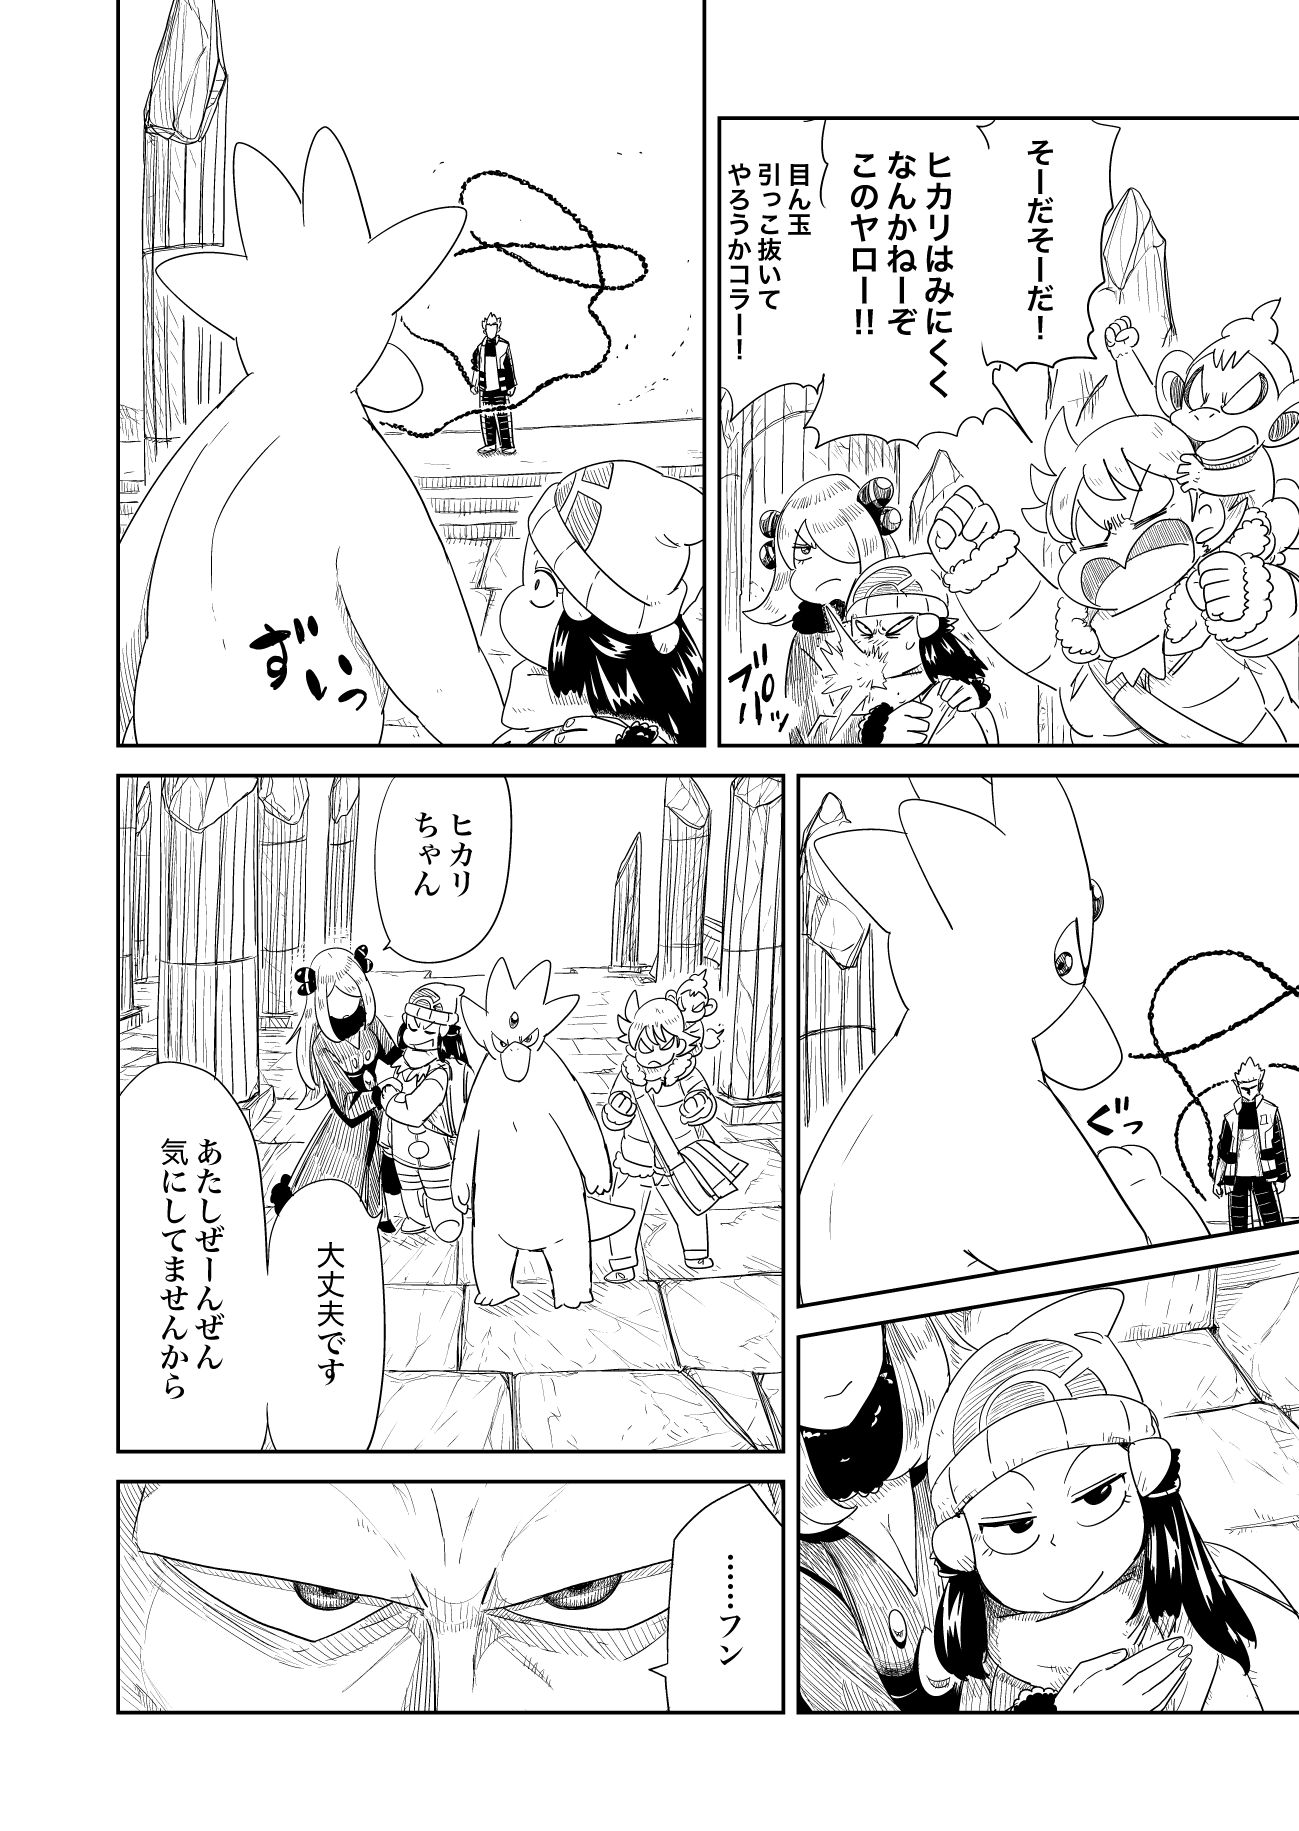 そーだそーだ！
ヒカリはみにくく
なんかねーぞ
このヤロー!!
目ん玉
引っこ抜いて
やろうかコラー！
プルプルッ
ずいっ
ぐっ
ヒカリ
ちゃん
大丈夫です
あたしぜーんぜん
気にしてませんから
……フン